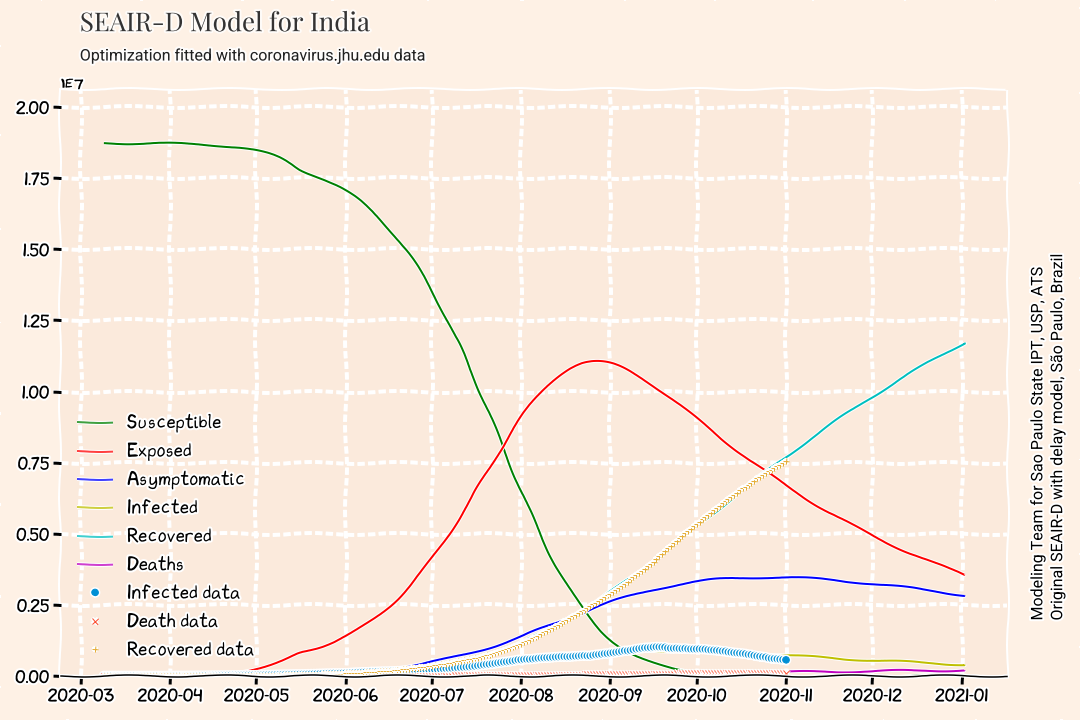 SEAIR-D Model for India
Optimization fitted with coronavirus.jhu.edu data
1E7
2.00
1.75
1.50
1.25
1.00
0.75
0.50
0.25
0.00
Susceptible
Exposed
Asymptomatic
Infected
Recovered
Deaths
Infected data
Death data
Recovered data
2020-03 2020-04 2020-05 2020-06 2020-07 2020-08 2020-09 2020-10 2020-11 2020-12 2021-01
Modeling Team for Sao Paulo State IPT, USP, ATS
Original SEAIR-D with delay model, São Paulo, Brazil